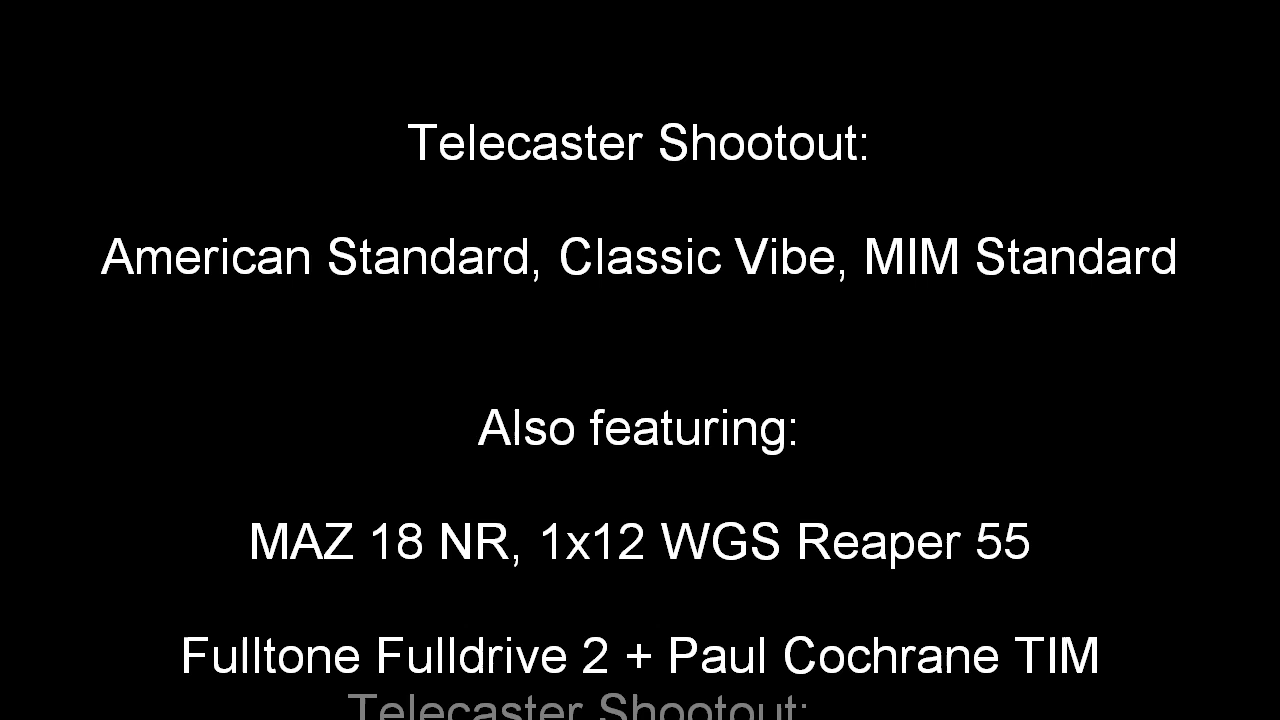 Telecaster Shootout:
American Standard, Classic Vibe, MIM Standard
Also featuring:
MAZ 18 NR, 1x12 WGS Reaper 55
Fulltone Fulldrive 2 + Paul Cochrane TIM
Telecaster Shootout: